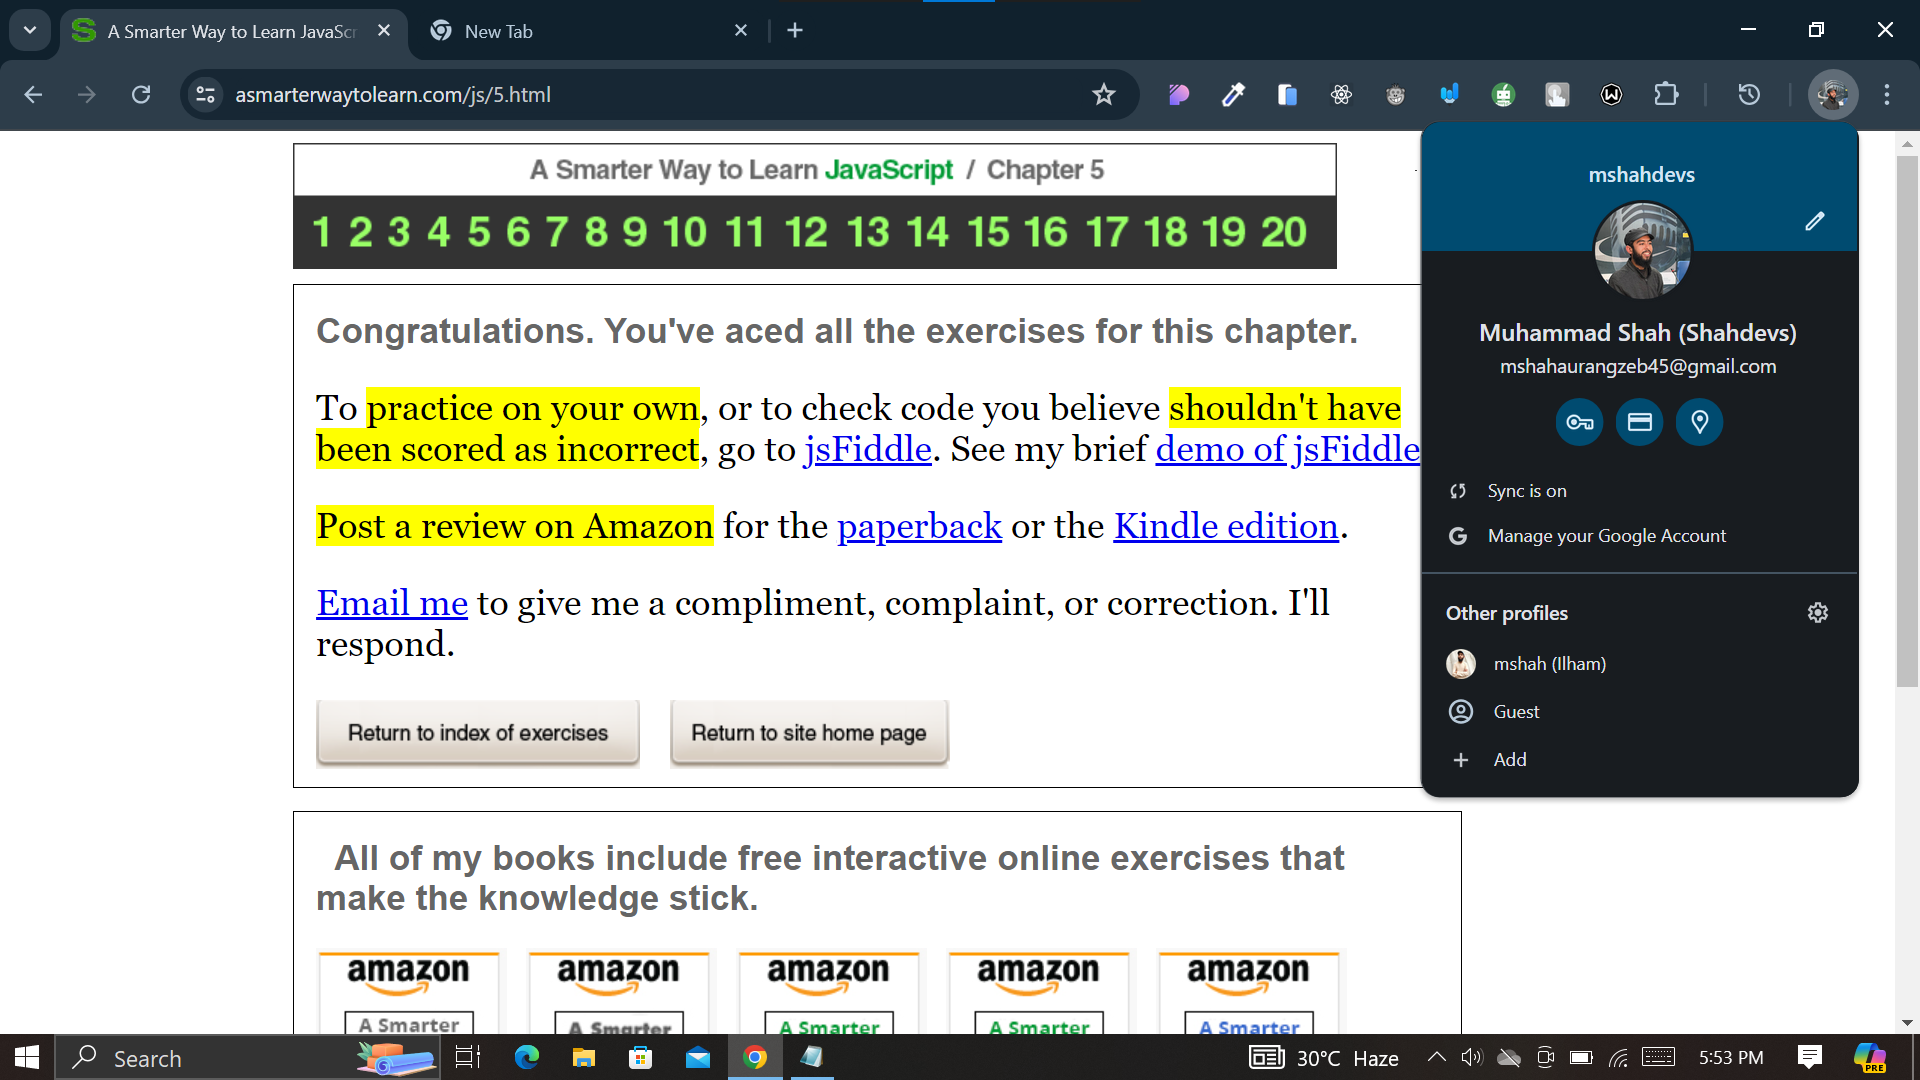 A Smarter Way to Learn JavaScr
New Tab
asmarterwaytolearn.com/js/5.html
A Smarter Way to Learn JavaScript / Chapter 5
1 2 3 4 5 6 7 8 9 10 11 12 13 14 15 16 17 18 19 20
Congratulations. You've aced all the exercises for this chapter.
To practice on your own, or to check code you believe shouldn't have
been scored as incorrect, go to jsFiddle. See my brief demo of jsFiddle
Post a review on Amazon for the paperback or the Kindle edition.
Email me to give me a compliment, complaint, or correction. I'll
respond.
Return to index of exercises
Return to site home page
All of my books include free interactive online exercises that
make the knowledge stick.
amazon amazon amazon amazon amazon
A Smarter A Smarter A Smarter A Smarter A Smarter
mshahdevs
Muhammad Shah (Shahdevs)
mshahaurangzeb45@gmail.com
Sync is on
Manage your Google Account
Other profiles
mshah (Ilham)
Guest
Add
Search
30°C Haze
5:53 PM
PRE